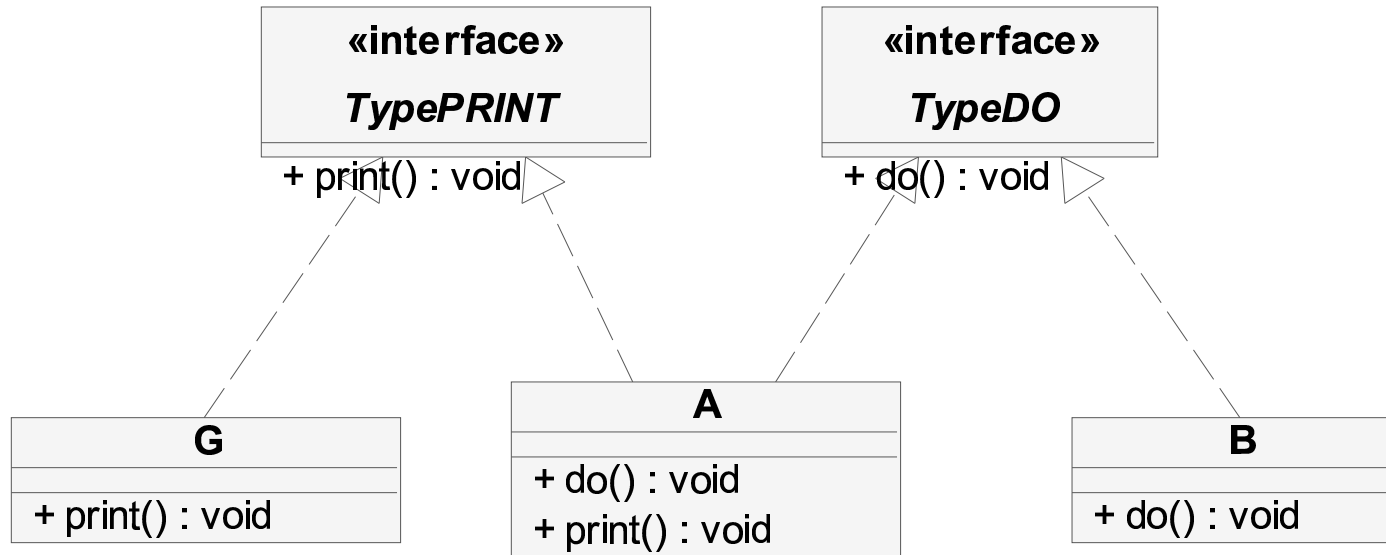 «interface»
TypePRINT
+ print() : void
«interface»
TypeDO
+ do() : void
G
+ print() : void
A
+ do() : void
+ print() : void
B
+ do() : void